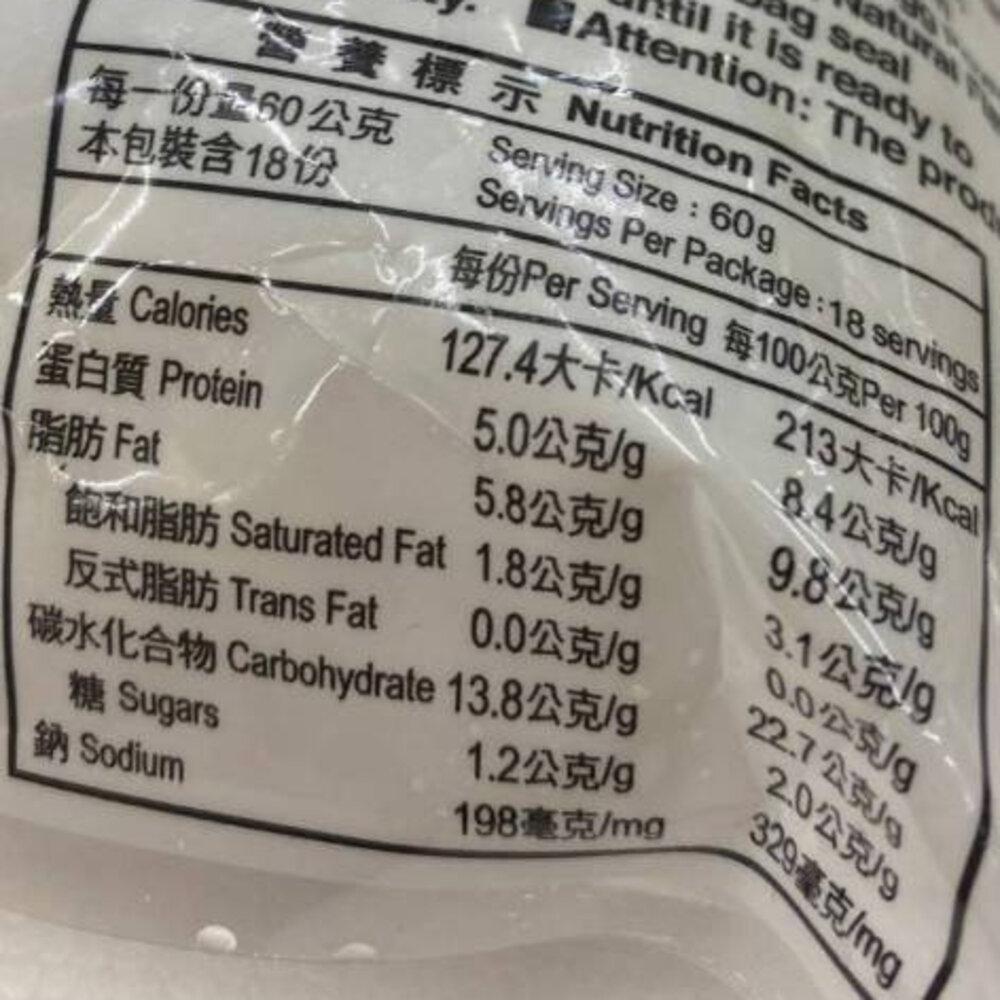 bag seal
until it is ready to
■Attention: The prod
營養標示 Nutrition Facts
每一份量60公克 Serving Size : 60g
本包裝含18份 Servings Per Package : 18 servings
每份Per Serving 每100公克Per 100g
熱量 Calories 127.4大卡/Kcal 213大卡/Kcal
蛋白質 Protein 5.0公克/g 8.4公克/g
脂肪 Fat 5.8公克/g 9.8公克/g
飽和脂肪 Saturated Fat 1.8公克/g 3.1公克/g
反式脂肪 Trans Fat 0.0公克/g 0.0公克/g
碳水化合物 Carbohydrate 13.8公克/g 22.7公克/g
糖 Sugars 1.2公克/g 2.0公克/g
鈉 Sodium 198毫克/mg 329毫克/mg